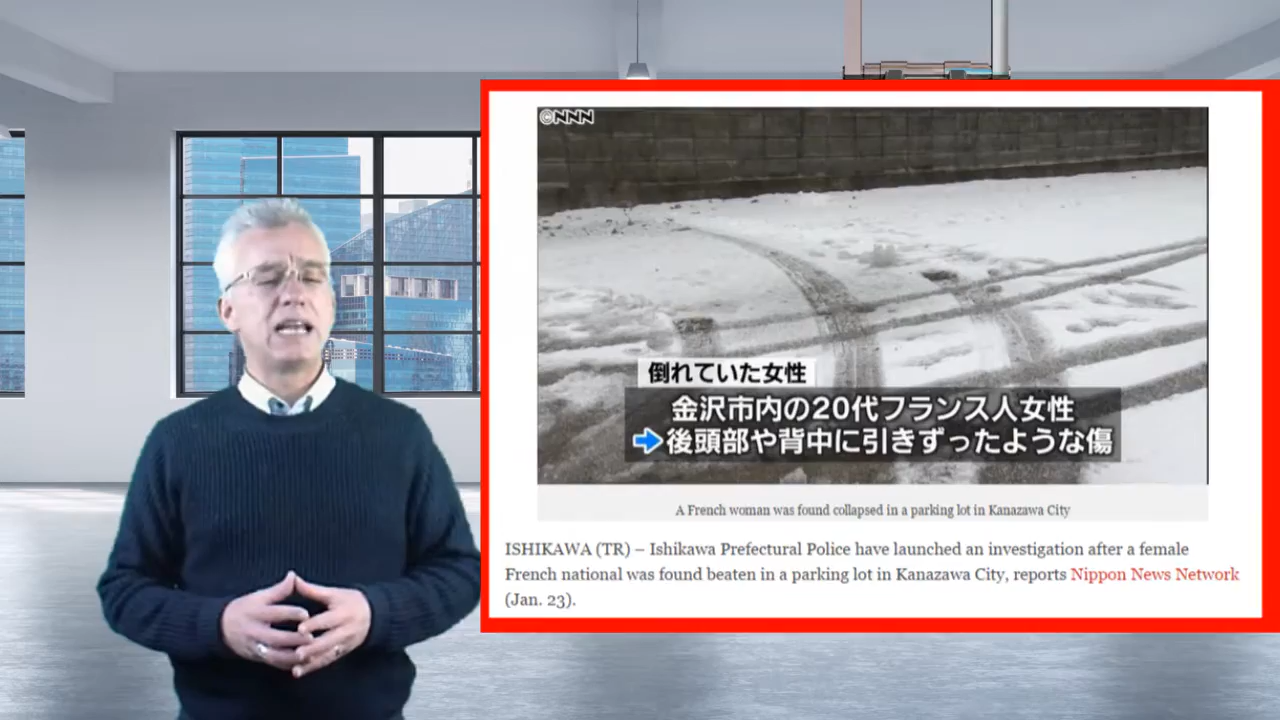 ©NNN
倒れていた女性
金沢市内の20代フランス人女性
➡後頭部や背中に引きずったような傷
A French woman was found collapsed in a parking lot in Kanazawa City
ISHIKAWA (TR) – Ishikawa Prefectural Police have launched an investigation after a female
French national was found beaten in a parking lot in Kanazawa City, reports Nippon News Network
(Jan. 23).